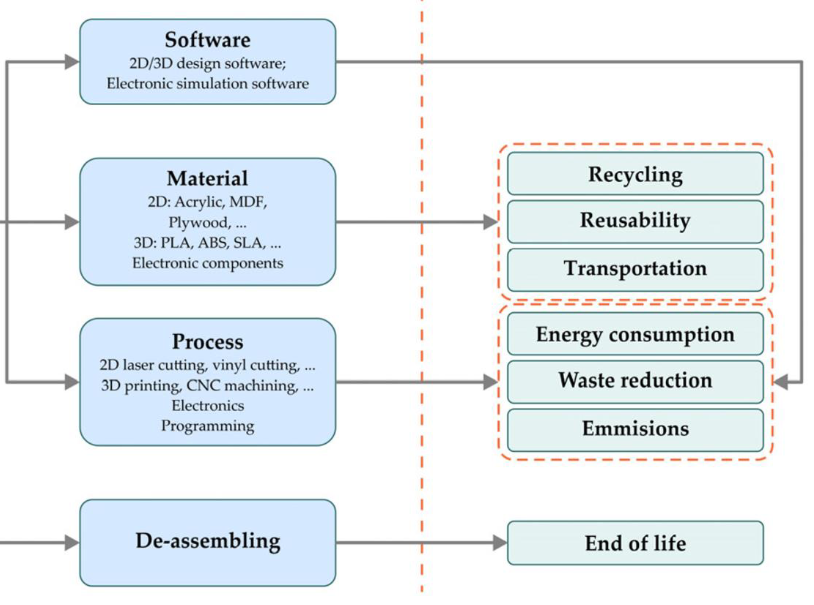 Software
2D/3D design software;
Electronic simulation software
Material
2D: Acrylic, MDF,
Plywood, ...
3D: PLA, ABS, SLA, ...
Electronic components
Process
2D laser cutting, vinyl cutting, ...
3D printing, CNC machining, ...
Electronics
Programming
De-assembling
Recycling
Reusability
Transportation
Energy consumption
Waste reduction
Emmisions
End of life